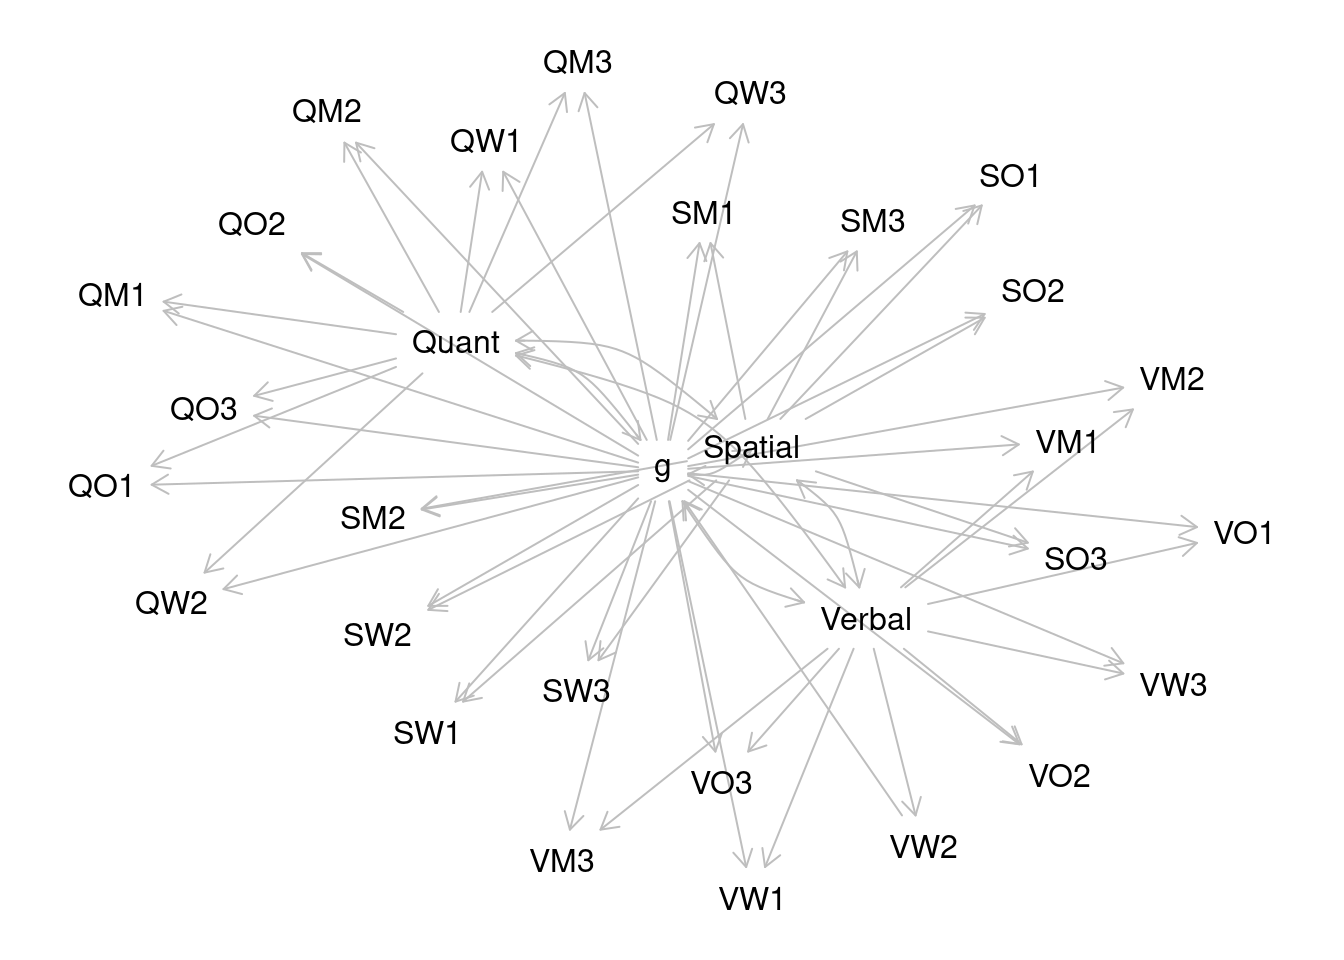 QM3
QW3
QM2
QW1
SO1
SM1
SM3
QO2
SO2
QM1
Quant
VM2
QO3
VM1
Spatial
g
QO1
SM2
VO1
SO3
QW2
Verbal
SW2
VW3
SW3
SW1
VO2
VO3
VW2
VM3
VW1